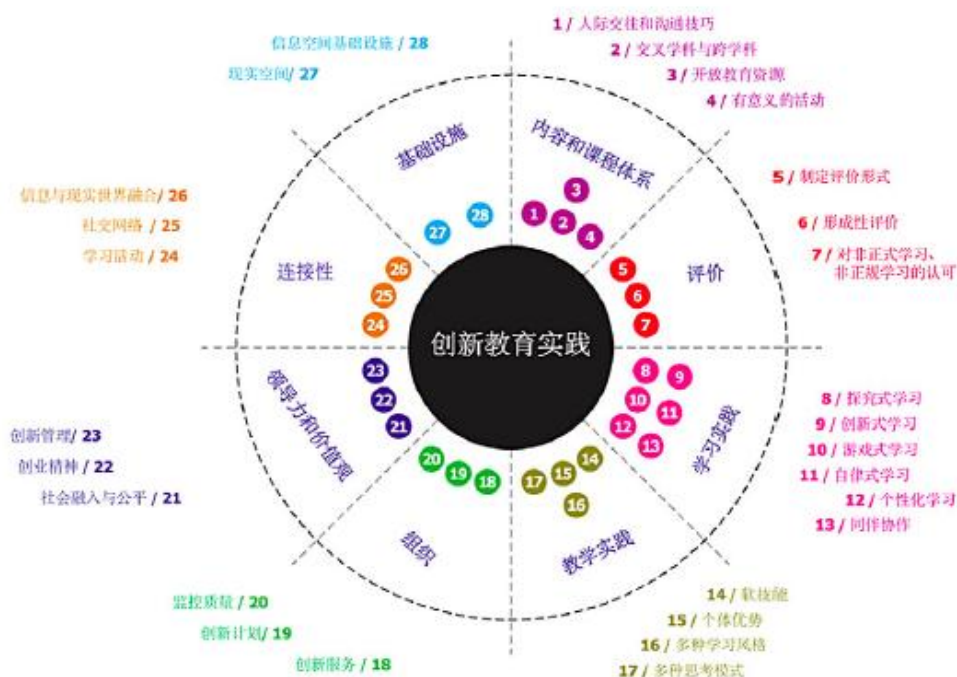 信息空间基础设施 / 28
现实空间/ 27
1 / 人际交挂和沟通技巧
2 / 交叉学科与跨学科
3 / 开放教育资源
4 / 有意义的活动
基础设施
内容和课程体系
28
27
3
1
2
4
信息与现实世界融合/ 26
社交网络 / 25
学习活动 / 24
连接性
26
25
24
5
6
7
评价
5 / 制定评价形式
6 / 形成性评价
7 / 对非正式学习、
非正规学习的认可
创新教育实践
创新管理/ 23
创业精神 / 22
社会融入与公平 / 21
领导力和价值观
23
22
21
8
9
10
11
12
13
学习实践
8 / 探究式学习
9 / 创新式学习
10 / 游戏式学习
11 / 自律式学习
12 / 个性化学习
13 / 同伴协作
20
19
18
组织
17
15
14
16
教学实践
监控质量 / 20
创新计划/ 19
创新服务 / 18
14 / 软技能
15 / 个体优势
16 / 多种学习风格
17 / 多种思考模式